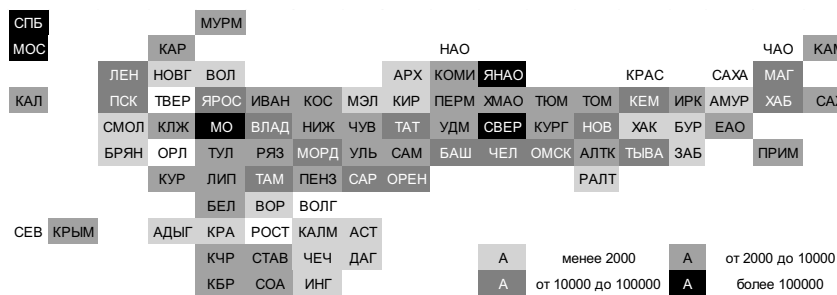 СПБ МУРМ
МОС КАР НАО ЧАО КАМ
ЛЕН НОВГ ВОЛ АРХ КОМИ ЯНАО КРАС САХА МАГ
КАЛ ПСК ТВЕР ЯРОС ИВАН КОС МЭЛ КИР ПЕРМ ХМАО ТЮМ ТОМ КЕМ ИРК АМУР ХАБ САХ
СМОЛ КЛЖ МО ВЛАД НИЖ ЧУВ ТАТ УДМ СВЕР КУРГ НОВ ХАК БУР ЕАО
БРЯН ОРЛ ТУЛ РЯЗ МОРД УЛЬ САМ БАШ ЧЕЛ ОМСК АЛТК ТЫВА ЗАБ ПРИМ
КУР ЛИП ТАМ ПЕНЗ САР ОРЕН РАЛТ
БЕЛ ВОР ВОЛГ
СЕВ КРЫМ АДЫГ КРА РОСТ КАЛМ АСТ
КЧР СТАВ ЧЕЧ ДАГ А менее 2000 А от 2000 до 10000
КБР СОА ИНГ А от 10000 до 100000 А более 100000